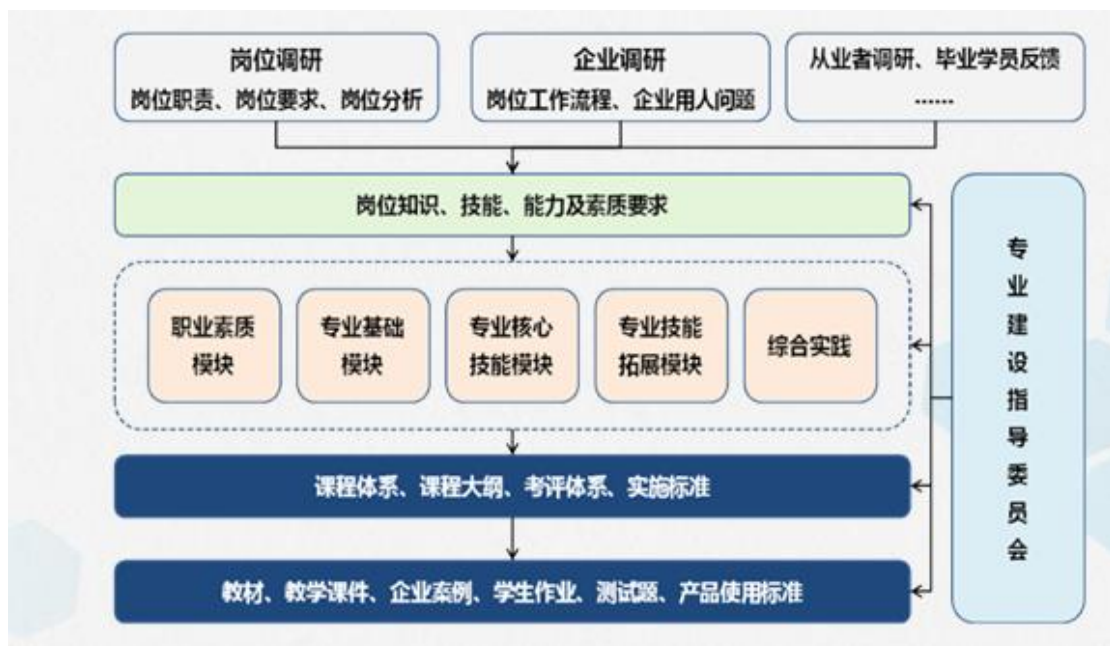 岗位调研
岗位职责、岗位要求、岗位分析
企业调研
岗位工作流程、企业用人问题
从业者调研、毕业学员反馈
……
岗位知识、技能、能力及素质要求
职业素质
模块
专业基础
模块
专业核心
技能模块
专业技能
拓展模块
综合实践
课程体系、课程大纲、考评体系、实施标准
教材、教学课件、企业案例、学生作业、测试题、产品使用标准
专业建设指导委员会